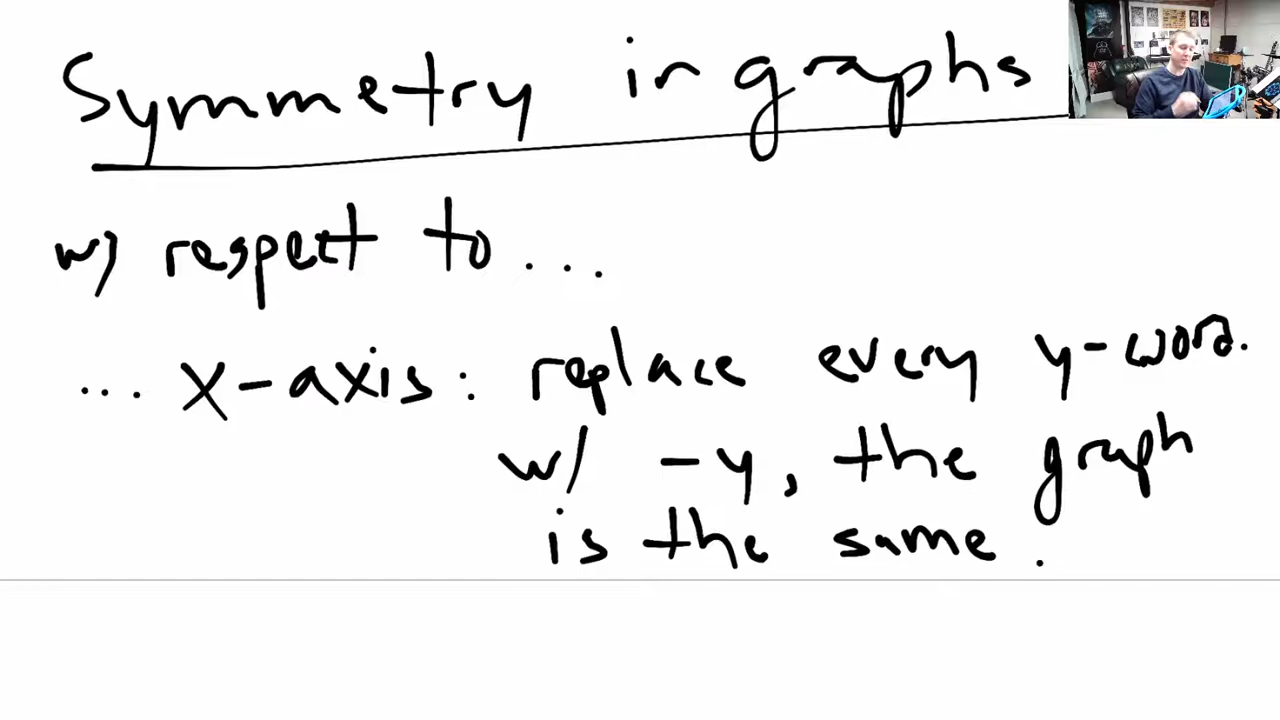 Symmetry in graphs
w/ respect to ...
... x-axis: replace every y-word.
w/ -y, the graph
is the same.